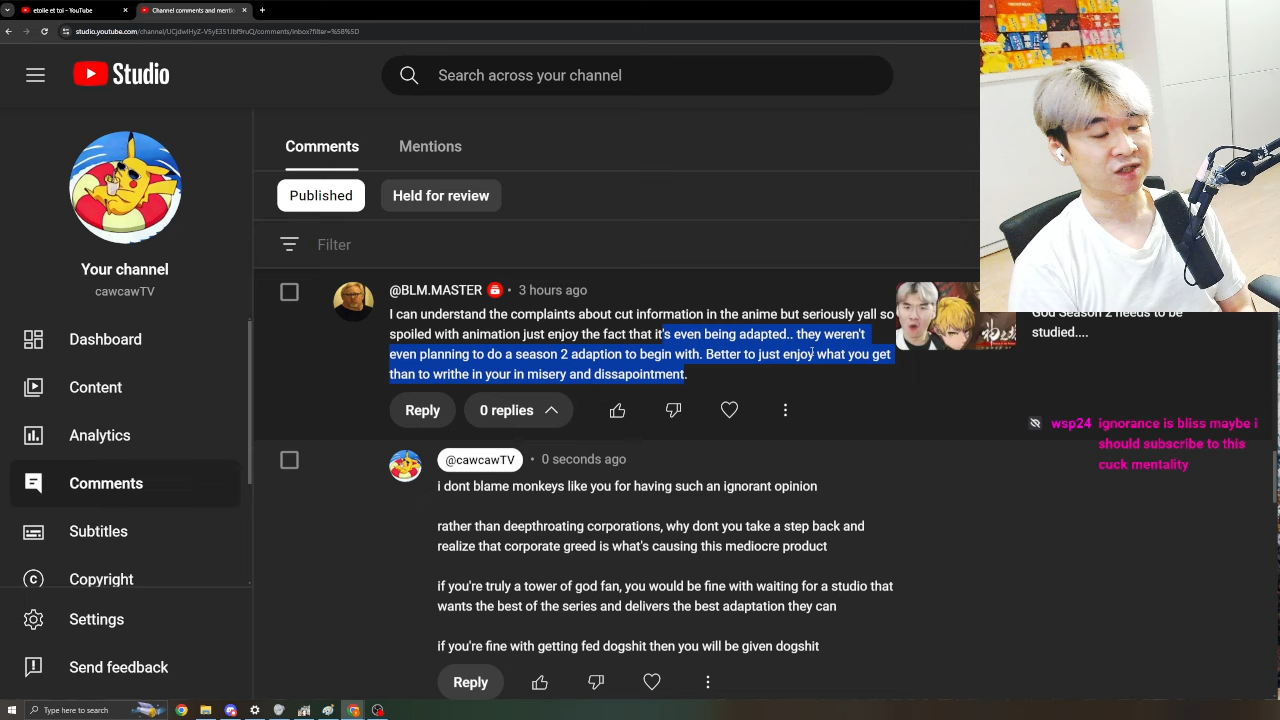 etoile et toi - YouTube
Channel comments and menti
studio.youtube.com/channel/UCjdwIHyZ-V5yE351Jbf9ruQ/comments/inbox?filter=%5B%5D
Studio
Search across your channel
Your channel
cawcawTV
Dashboard
Content
Analytics
Comments
Subtitles
Copyright
Settings
Send feedback
Comments
Mentions
Published
Held for review
Filter
@BLM.MASTER • 3 hours ago
I can understand the complaints about cut information in the anime but seriously yall so
spoiled with animation just enjoy the fact that it's even being adapted.. they weren't
even planning to do a season 2 adaption to begin with. Better to just enjoy what you get
than to writhe in your in misery and dissapointment.
Reply
0 replies
God Season 2 needs to be
studied....
wsp24 ignorance is bliss maybe i
should subscribe to this
cuck mentality
@cawcawTV • 0 seconds ago
i dont blame monkeys like you for having such an ignorant opinion
rather than deepthroating corporations, why dont you take a step back and
realize that corporate greed is what's causing this mediocre product
if you're truly a tower of god fan, you would be fine with waiting for a studio that
wants the best of the series and delivers the best adaptation they can
if you're fine with getting fed dogshit then you will be given dogshit
Reply
Type here to search